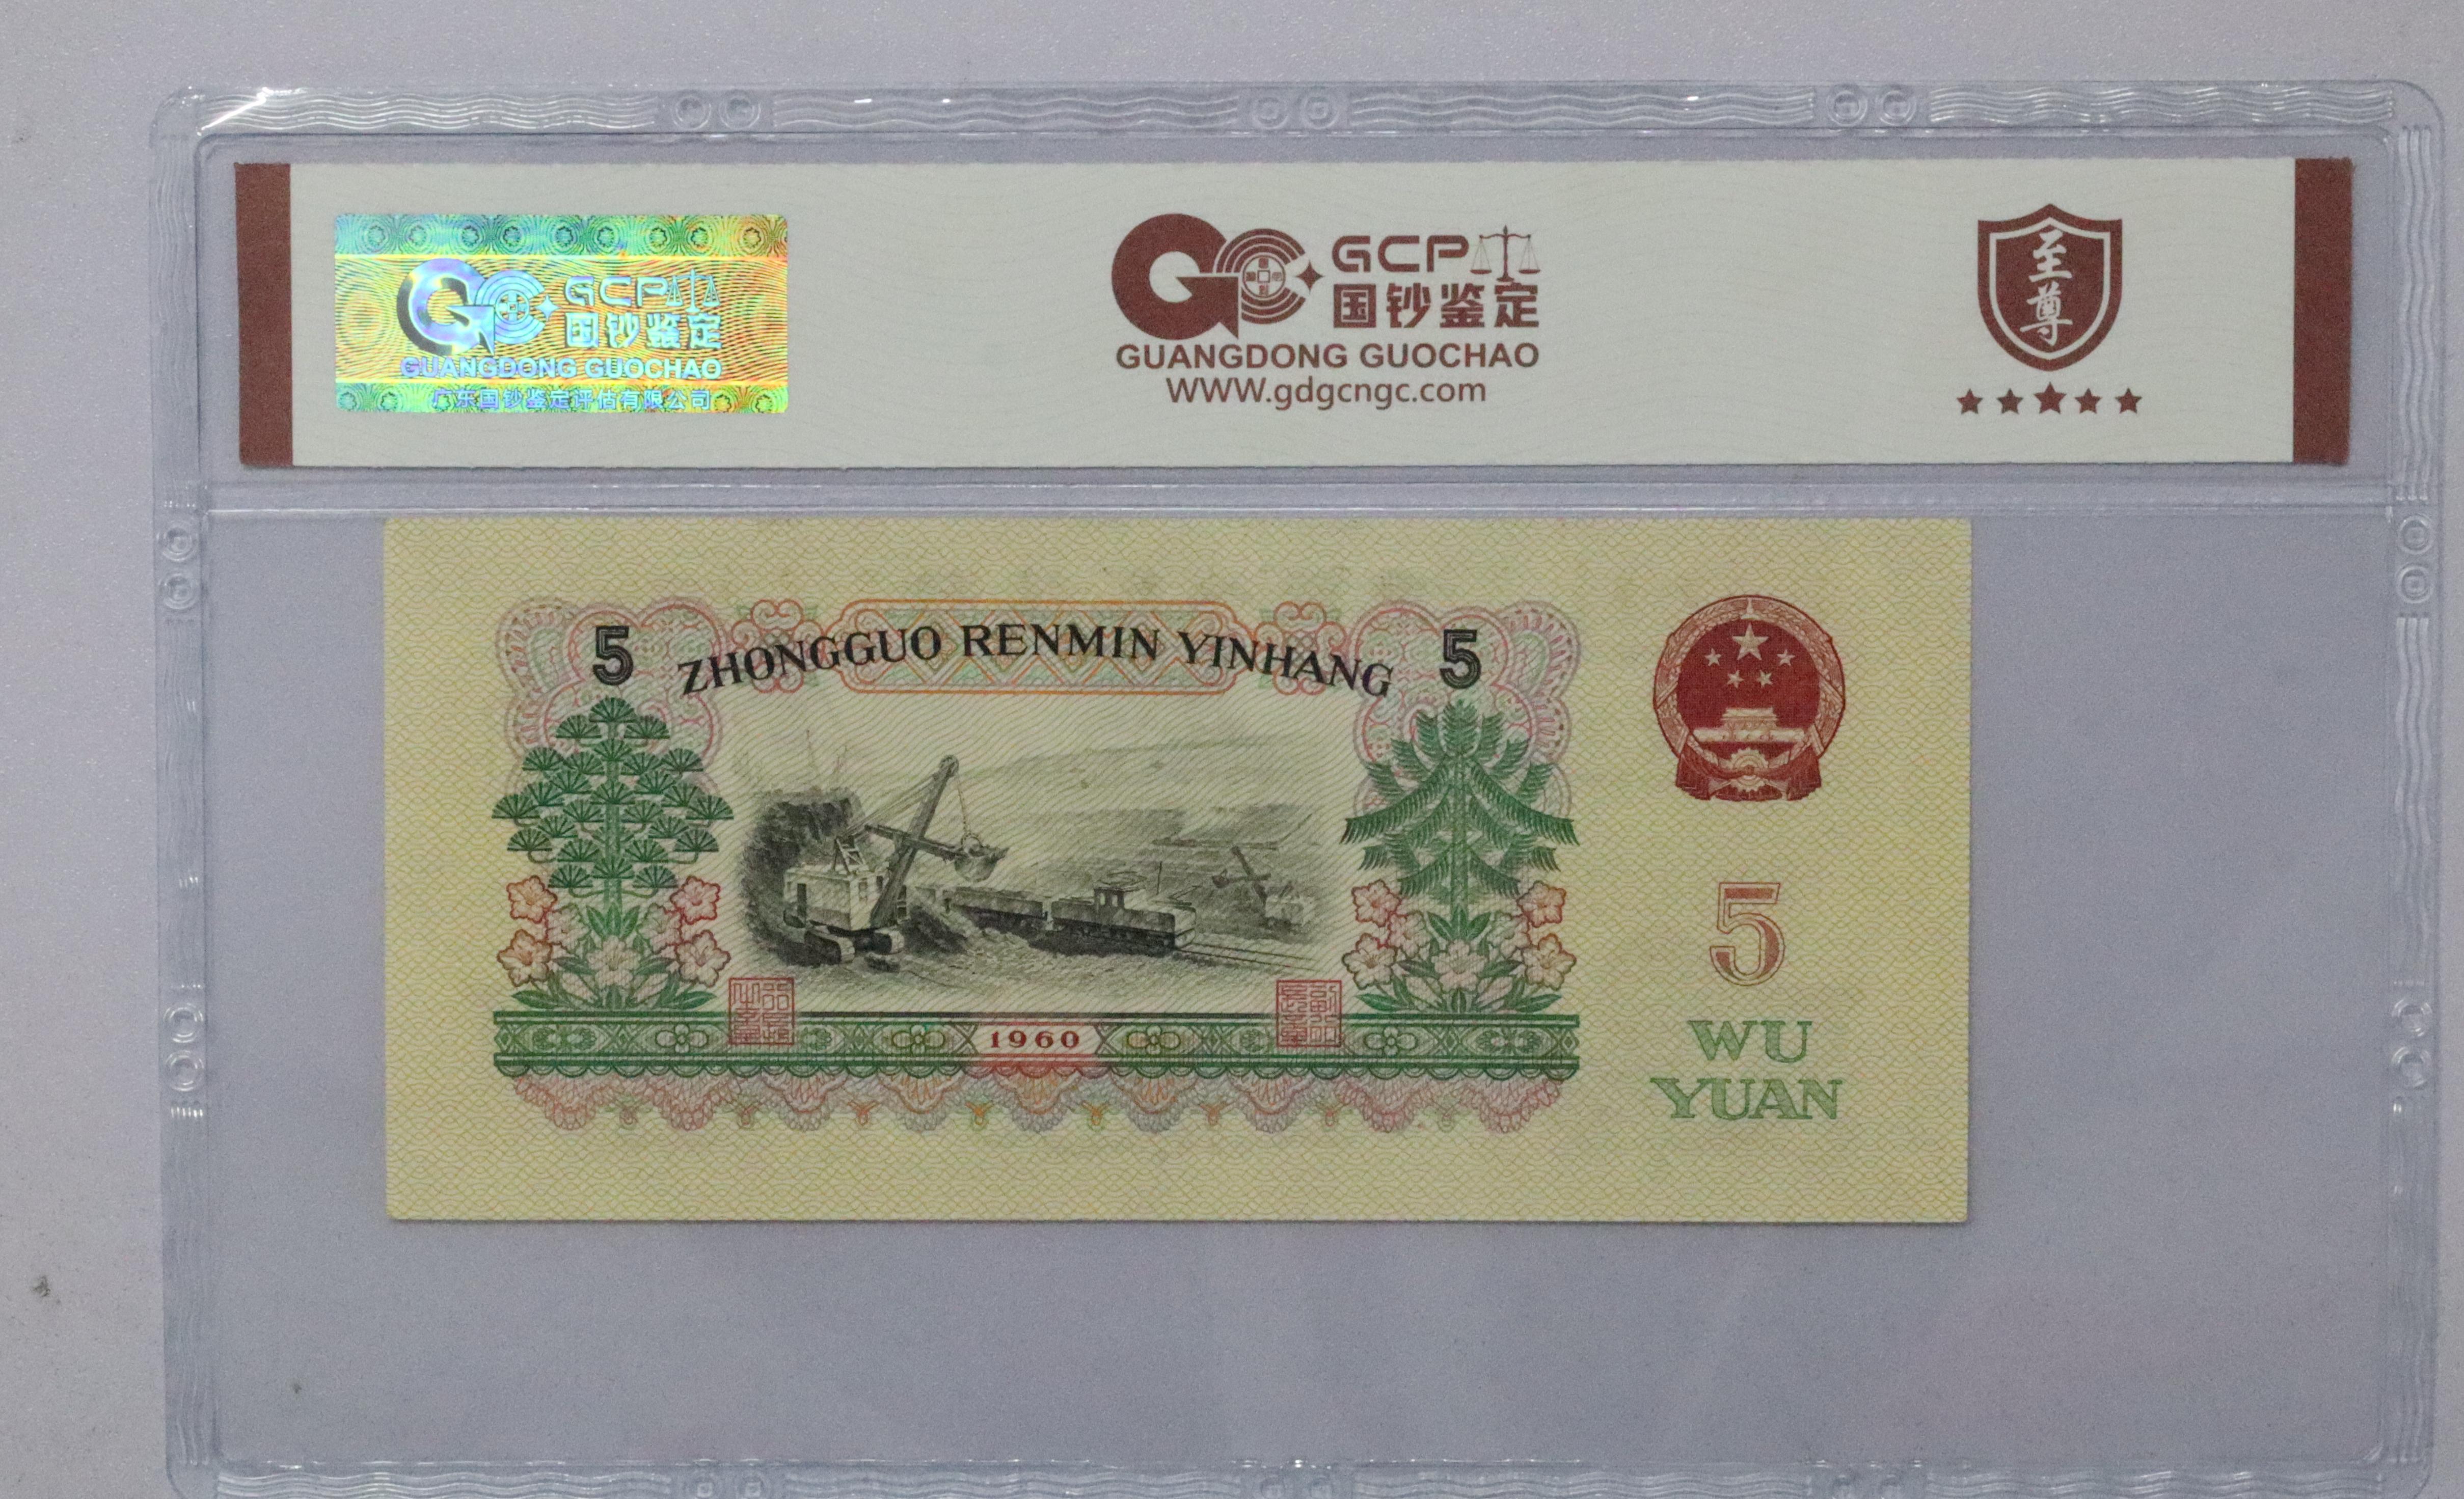 GCP
国钞鉴定
GUANGDONG GUOCHAO
广东国钞鉴定评估有限公司
GCP
国钞鉴定
GUANGDONG GUOCHAO
WWW.gdgcngc.com
至尊
5 ZHONGGUO RENMIN YINHANG 5
1960
5
WU
YUAN